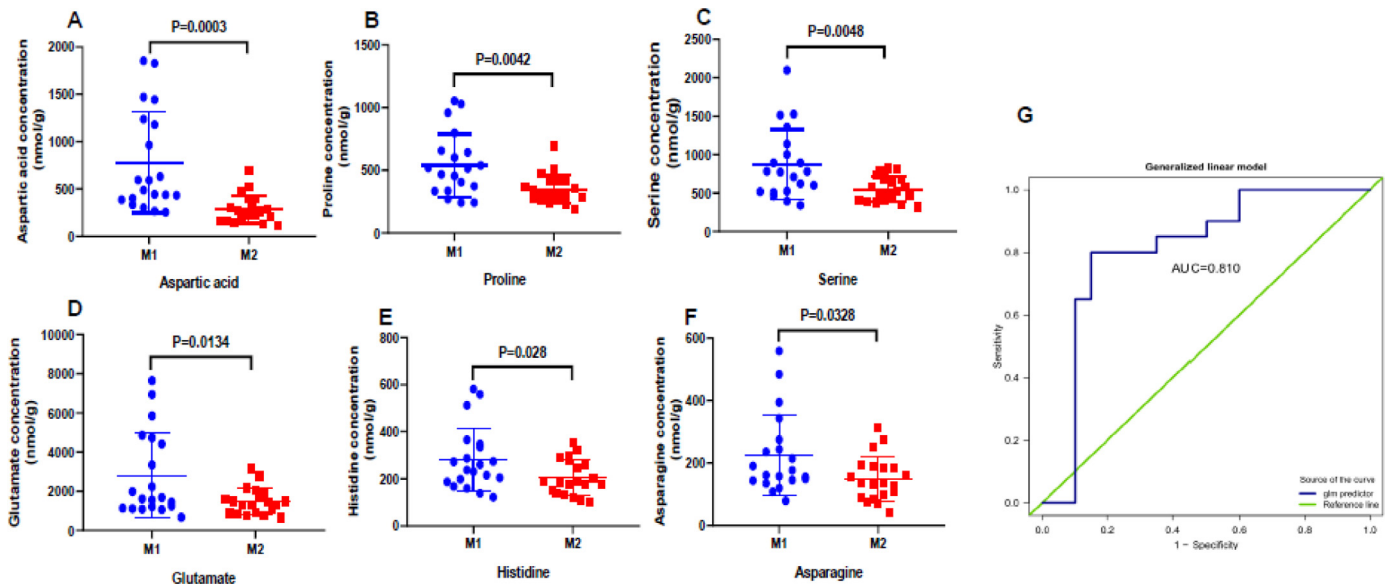 A
P=0.0003
Aspartic acid concentration
(nmol/g)
2000
1500
1000
500
0
M1
M2
Aspartic acid
B
P=0.0042
Proline concentration
(nmol/g)
1500
1000
500
0
M1
M2
Proline
C
P=0.0048
Serine concentration
(nmol/g)
2500
2000
1500
1000
500
0
M1
M2
Serine
D
P=0.0134
Glutamate concentration
(nmol/g)
10000
8000
6000
4000
2000
0
M1
M2
Glutamate
E
P=0.028
Histidine concentration
(nmol/g)
800
600
400
200
0
M1
M2
Histidine
F
P=0.0328
Asparagine concentration
(nmol/g)
600
400
200
0
M1
M2
Asparagine
G
Generalized linear model
Sensitivity
1.0
0.8
0.6
0.4
0.2
0.0
AUC=0.810
Source of the curve
glm predictor
Reference line
0.0
0.2
0.4
0.6
0.8
1.0
1 − Specificity